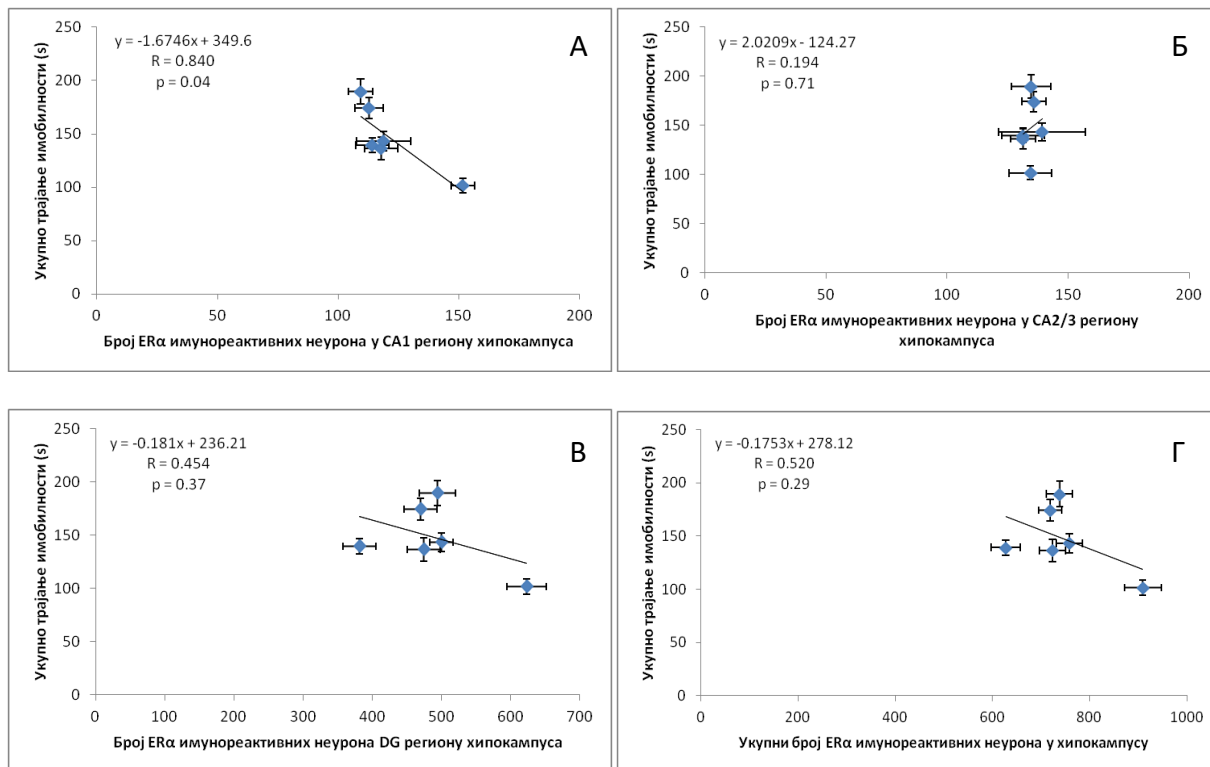 А
y = -1.6746x + 349.6
R = 0.840
p = 0.04
Укупно трајање имобилности (s)
250
200
150
100
50
0
0 50 100 150 200
Број ERα имунореактивних неурона у CA1 региону хипокампуса
Б
y = 2.0209x - 124.27
R = 0.194
p = 0.71
Укупно трајање имобилности (s)
250
200
150
100
50
0
0 50 100 150 200
Број ERα имунореактивних неурона у CA2/3 региону
хипокампуса
В
y = -0.181x + 236.21
R = 0.454
p = 0.37
Укупно трајање имобилности (s)
250
200
150
100
50
0
0 100 200 300 400 500 600 700
Број ERα имунореактивних неурона DG региону хипокампуса
Г
y = -0.1753x + 278.12
R = 0.520
p = 0.29
Укупно трајање имобилности (s)
250
200
150
100
50
0
0 200 400 600 800 1000
Укупни број ERα имунореактивних неурона у хипокампусу